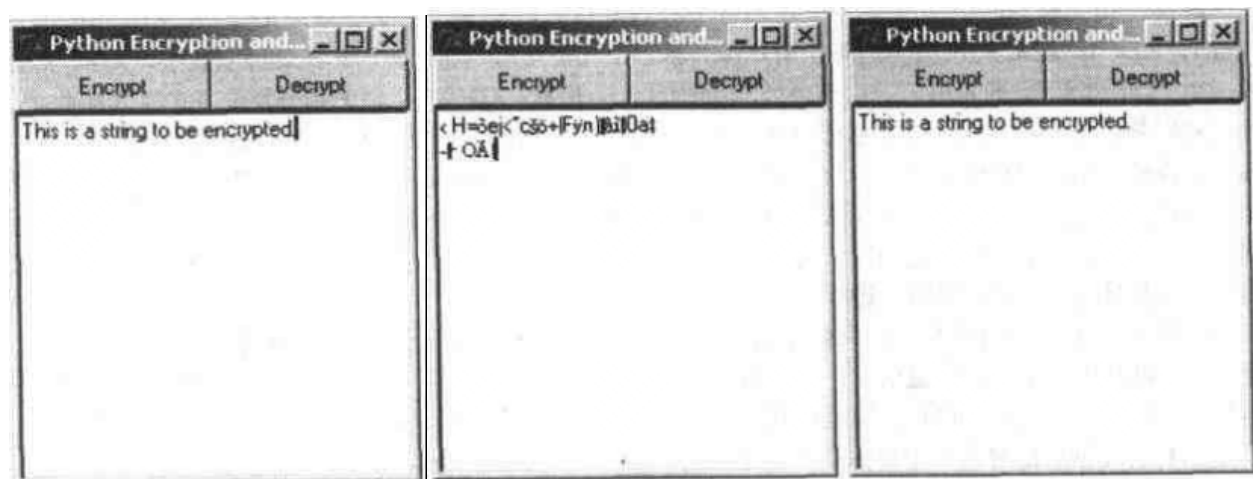 Python Encryption and...
Encrypt Decrypt
This is a string to be encrypted.
Python Encryption and...
Encrypt Decrypt
Python Encryption and...
Encrypt Decrypt
This is a string to be encrypted.